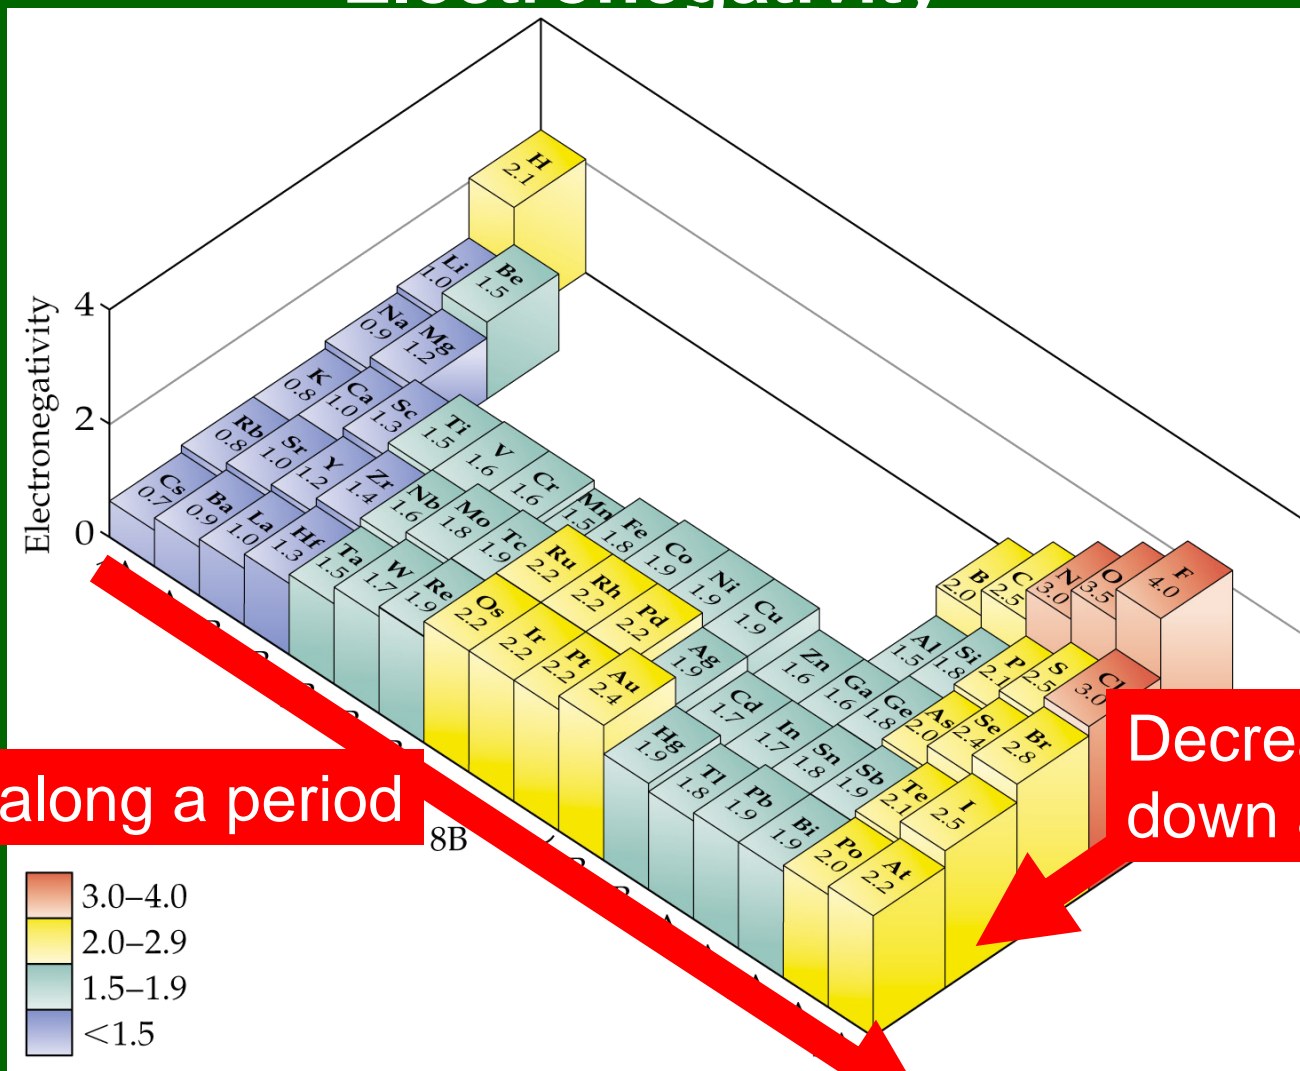 Electronegativity
H
2.1
Li
1.0
Be
1.5
Na
0.9
Mg
1.2
K
0.8
Ca
1.0
Sc
1.3
Ti
1.5
V
1.6
Cr
1.6
Mn
1.5
Fe
1.8
Co
1.9
Ni
1.9
Cu
1.9
Zn
1.6
Ga
1.6
Ge
1.8
As
2.0
Se
2.4
Br
2.8
Rb
0.8
Sr
1.0
Y
1.2
Zr
1.4
Nb
1.6
Mo
1.8
Tc
1.9
Ru
2.2
Rh
2.2
Pd
2.2
Ag
1.9
Cd
1.7
In
1.7
Sn
1.8
Sb
1.9
Te
2.1
I
2.5
Cs
0.7
Ba
0.9
La
1.0
Hf
1.3
Ta
1.5
W
1.7
Re
1.9
Os
2.2
Ir
2.2
Pt
2.2
Au
2.4
Hg
1.9
Tl
1.8
Pb
1.9
Bi
1.9
Po
2.0
At
2.2
B
2.0
C
2.5
N
3.0
O
3.5
F
4.0
Al
1.5
Si
1.8
P
2.1
S
2.5
Cl
3.0
Electronegativity
4
2
0
along a period
8B
Decrea
down
3.0–4.0
2.0–2.9
1.5–1.9
<1.5